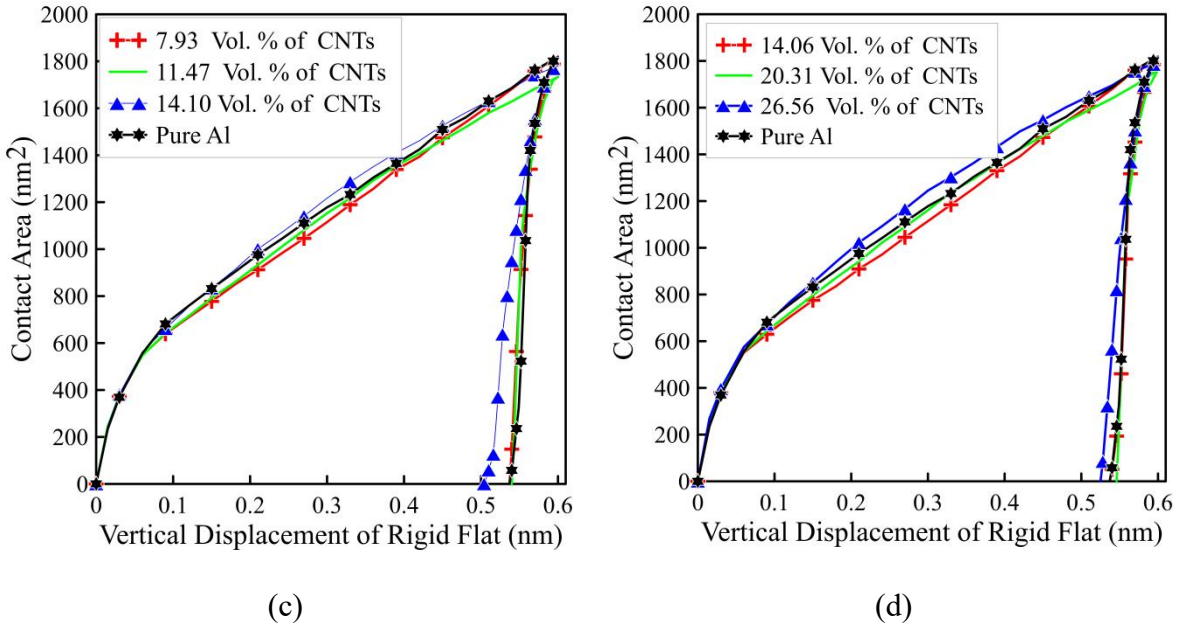 2000
1800
1600
1400
1200
1000
800
600
400
200
0
Contact Area (nm2)
7.93 Vol. % of CNTs
11.47 Vol. % of CNTs
14.10 Vol. % of CNTs
Pure Al
0 0.1 0.2 0.3 0.4 0.5 0.6
Vertical Displacement of Rigid Flat (nm)
(c)
2000
1800
1600
1400
1200
1000
800
600
400
200
0
Contact Area (nm2)
14.06 Vol. % of CNTs
20.31 Vol. % of CNTs
26.56 Vol. % of CNTs
Pure Al
0 0.1 0.2 0.3 0.4 0.5 0.6
Vertical Displacement of Rigid Flat (nm)
(d)